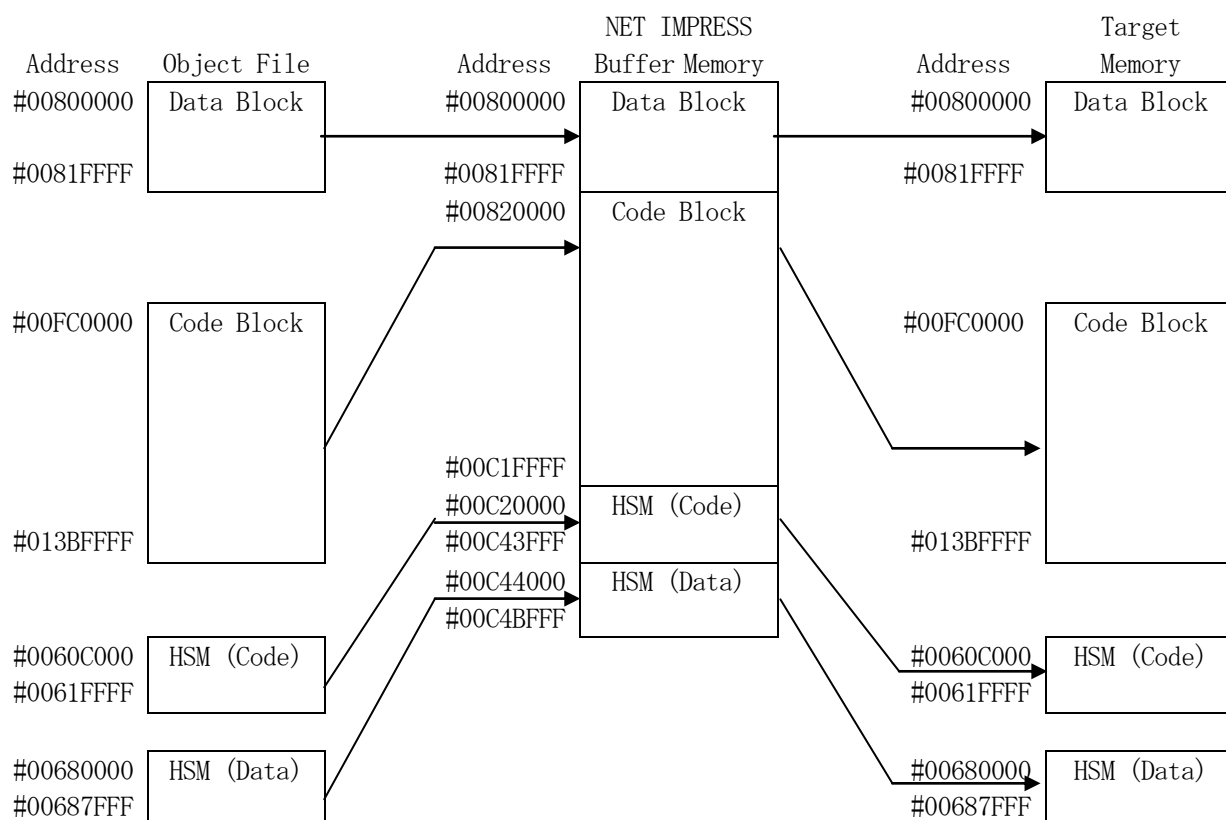 NET IMPRESS Target
Address Object File Address Buffer Memory Address Memory
#00800000 Data Block #00800000 Data Block #00800000 Data Block
#0081FFFF #0081FFFF #0081FFFF
#00820000 Code Block
#00FC0000 Code Block #00FC0000 Code Block
#00C1FFFF
#00C20000 HSM (Code)
#013BFFFF #00C43FFF #013BFFFF
#00C44000 HSM (Data)
#00C4BFFF
#0060C000 HSM (Code) #0060C000 HSM (Code)
#0061FFFF #0061FFFF
#00680000 HSM (Data) #00680000 HSM (Data)
#00687FFF #00687FFF